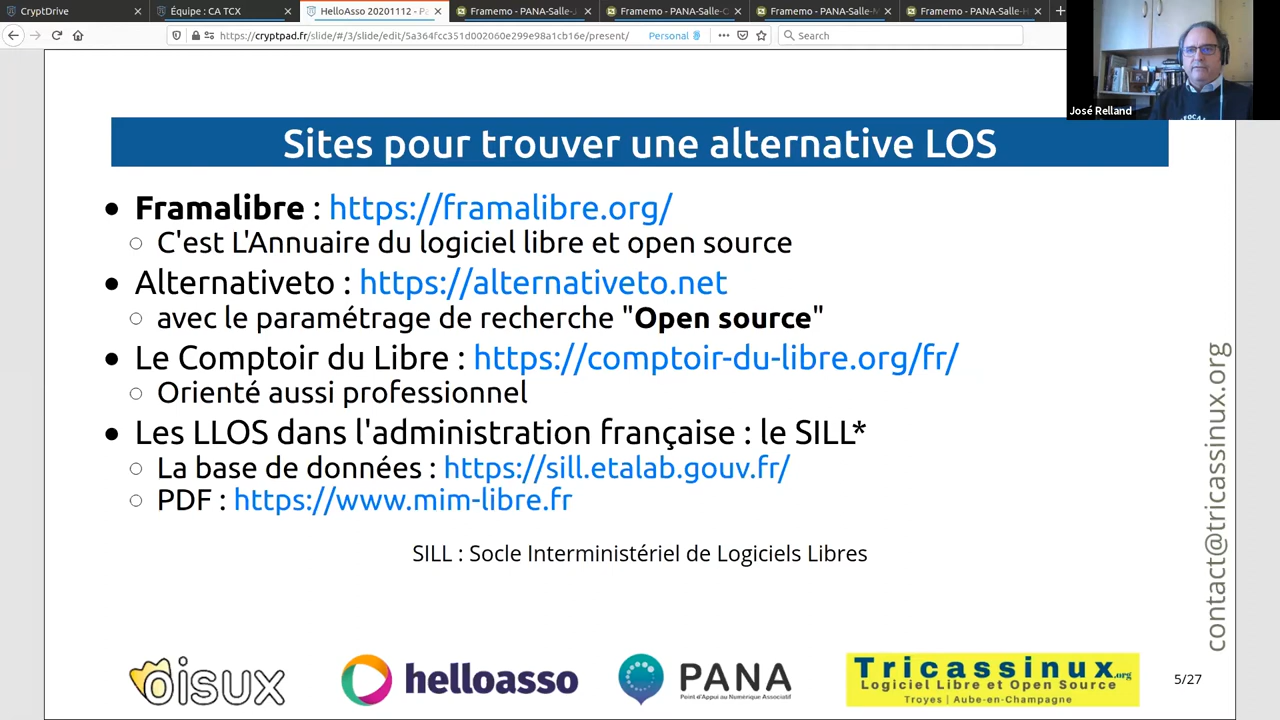 CryptDrive
Équipe : CA TCX
HelloAsso 20201112 - Pa
Framemo - PANA-Salle-
Framemo - PANA-Salle-
Framemo - PANA-Salle-
Framemo - PANA-Salle-
https://cryptpad.fr/slide/#/3/slide/edit/5a364fcc351d002060e299e98a1cb16e/present/
Personal
Search
José Relland
Sites pour trouver une alternative LOS
• Framalibre : https://framalibre.org/
○ C'est L'Annuaire du logiciel libre et open source
• Alternativeto : https://alternativeto.net
○ avec le paramétrage de recherche "Open source"
• Le Comptoir du Libre : https://comptoir-du-libre.org/fr/
○ Orienté aussi professionnel
• Les LLOS dans l'administration française : le SILL*
○ La base de données : https://sill.etalab.gouv.fr/
○ PDF : https://www.mim-libre.fr
SILL : Socle Interministériel de Logiciels Libres
contact@tricassinux.org
oisux
helloasso
PANA
Point d'Appui au Numérique Associatif
Tricassinux.org
Logiciel Libre et Open Source
Troyes | Aube-en-Champagne
5/27